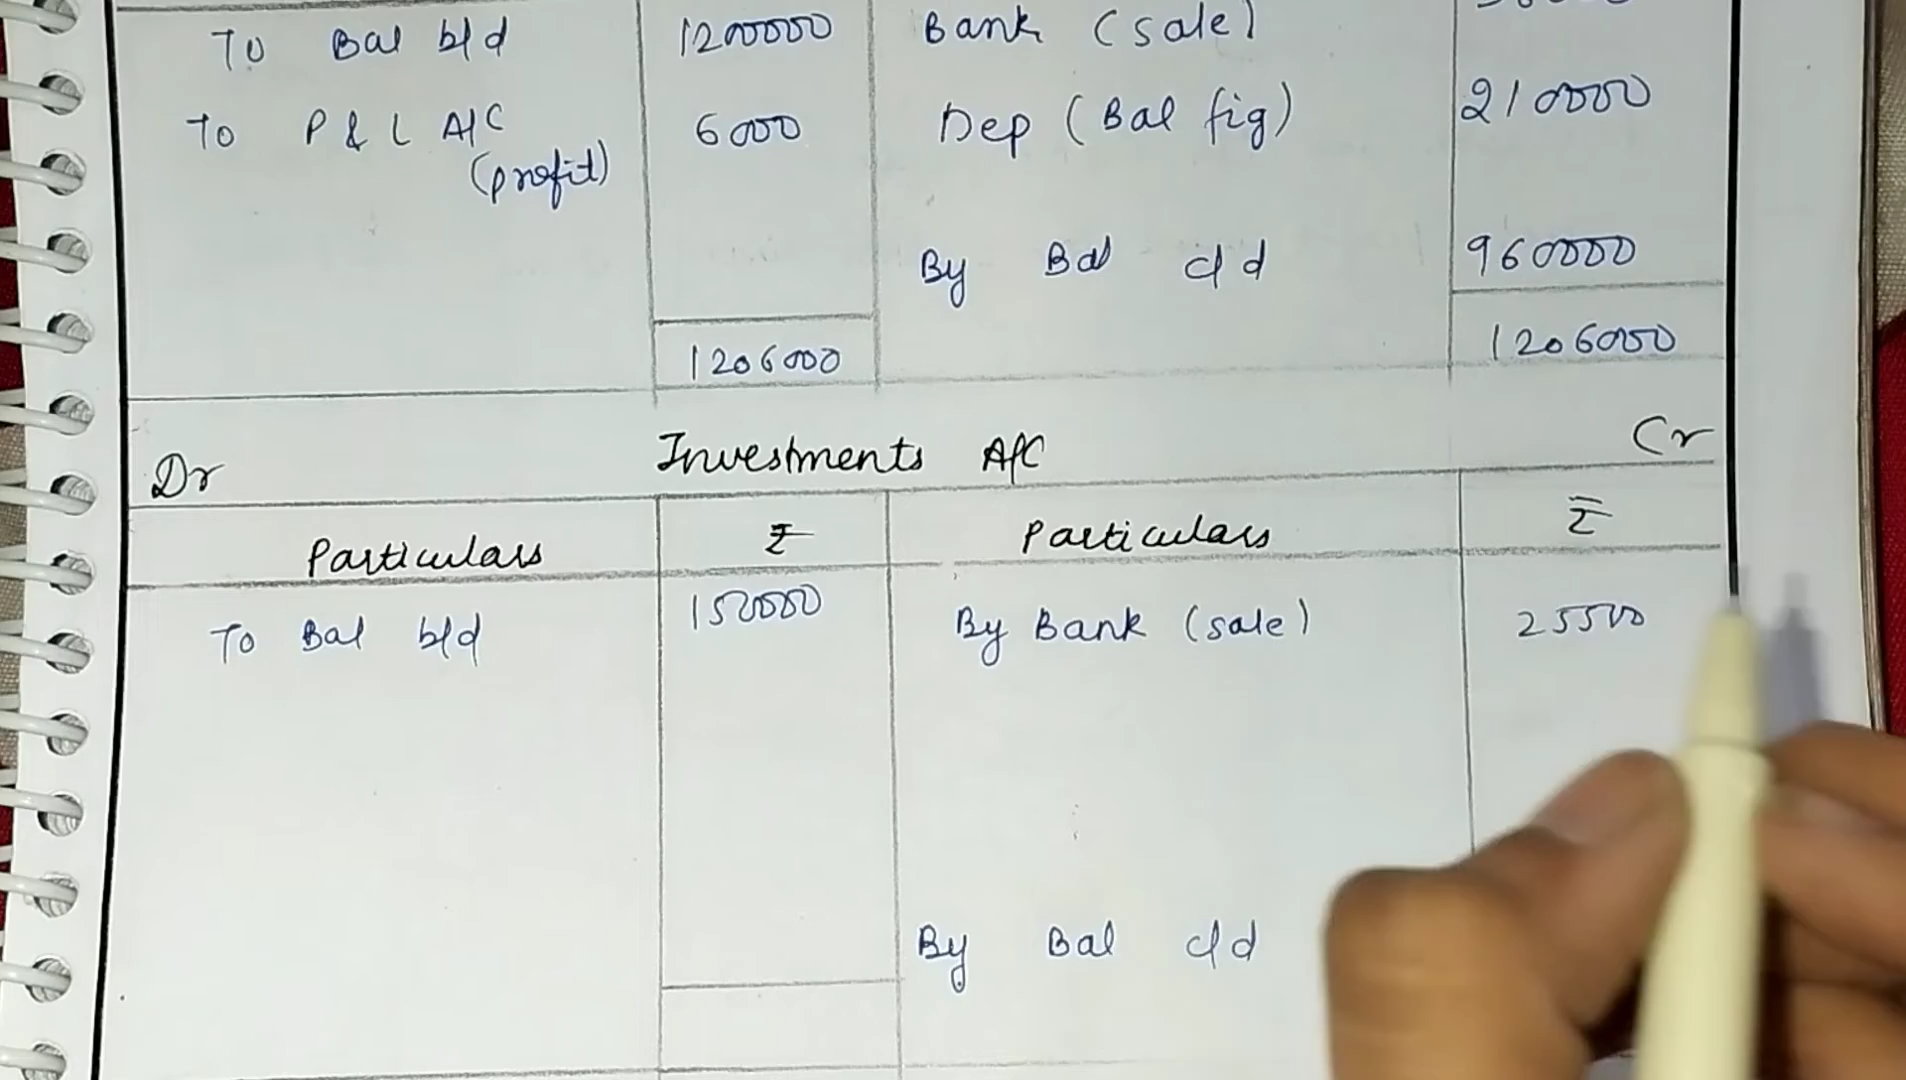 To Bal b/d 1200000 Bank (sale)
To P & L A/C 6000 Dep (Bal fig) 210000
(profit)
By Bal c/d 960000
1206000 1206000
Dr Investments A/C Cr
Particulars ₹ Particulars ₹
To Bal b/d 150000 By Bank (sale) 25500
By Bal c/d